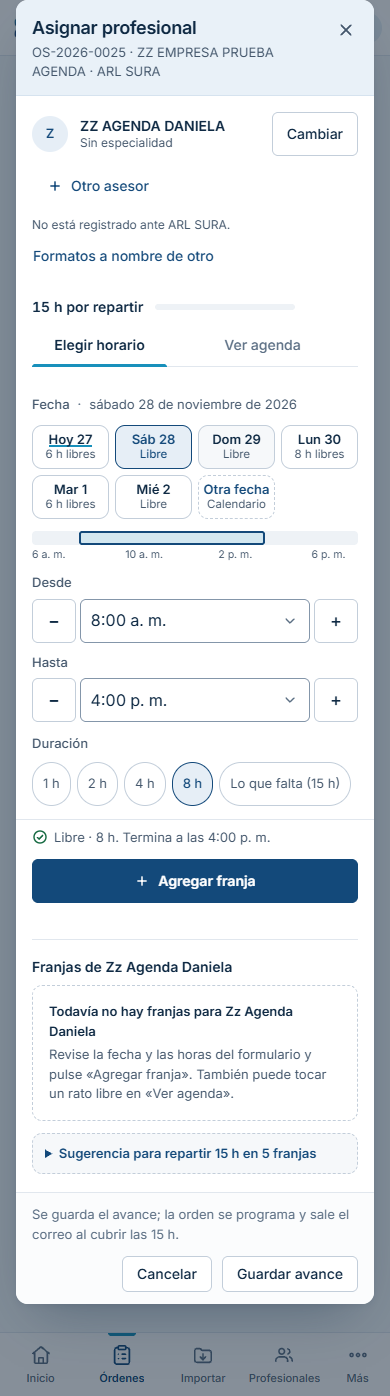 Asignar profesional
OS-2026-0025 · ZZ EMPRESA PRUEBA
AGENDA · ARL SURA
Z
ZZ AGENDA DANIELA
Sin especialidad
Cambiar
+ Otro asesor
No está registrado ante ARL SURA.
Formatos a nombre de otro
15 h por repartir
Elegir horario
Ver agenda
Fecha · sábado 28 de noviembre de 2026
Hoy 27
6 h libres
Sáb 28
Libre
Dom 29
Libre
Lun 30
8 h libres
Mar 1
6 h libres
Mié 2
Libre
Otra fecha
Calendario
6 a. m.
10 a. m.
2 p. m.
6 p. m.
Desde
−
8:00 a. m.
+
Hasta
−
4:00 p. m.
+
Duración
1 h
2 h
4 h
8 h
Lo que falta (15 h)
Libre · 8 h. Termina a las 4:00 p. m.
+ Agregar franja
Franjas de Zz Agenda Daniela
Todavía no hay franjas para Zz Agenda
Daniela
Revise la fecha y las horas del formulario y
pulse «Agregar franja». También puede tocar
un rato libre en «Ver agenda».
Sugerencia para repartir 15 h en 5 franjas
Se guarda el avance; la orden se programa y sale el
correo al cubrir las 15 h.
Cancelar
Guardar avance
Inicio
Órdenes
Importar
Profesionales
Más